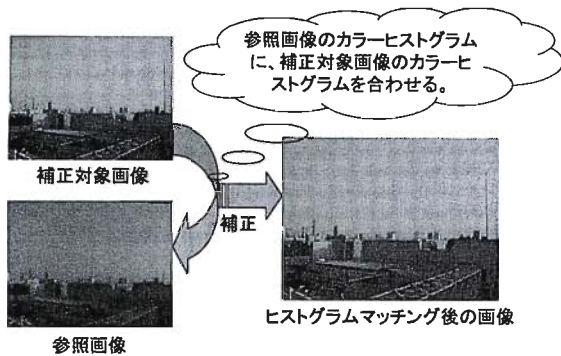 参照画像のカラーヒストグラム
に、補正対象画像のカラーヒ
ストグラムを合わせる。
補正対象画像
補正
参照画像
ヒストグラムマッチング後の画像